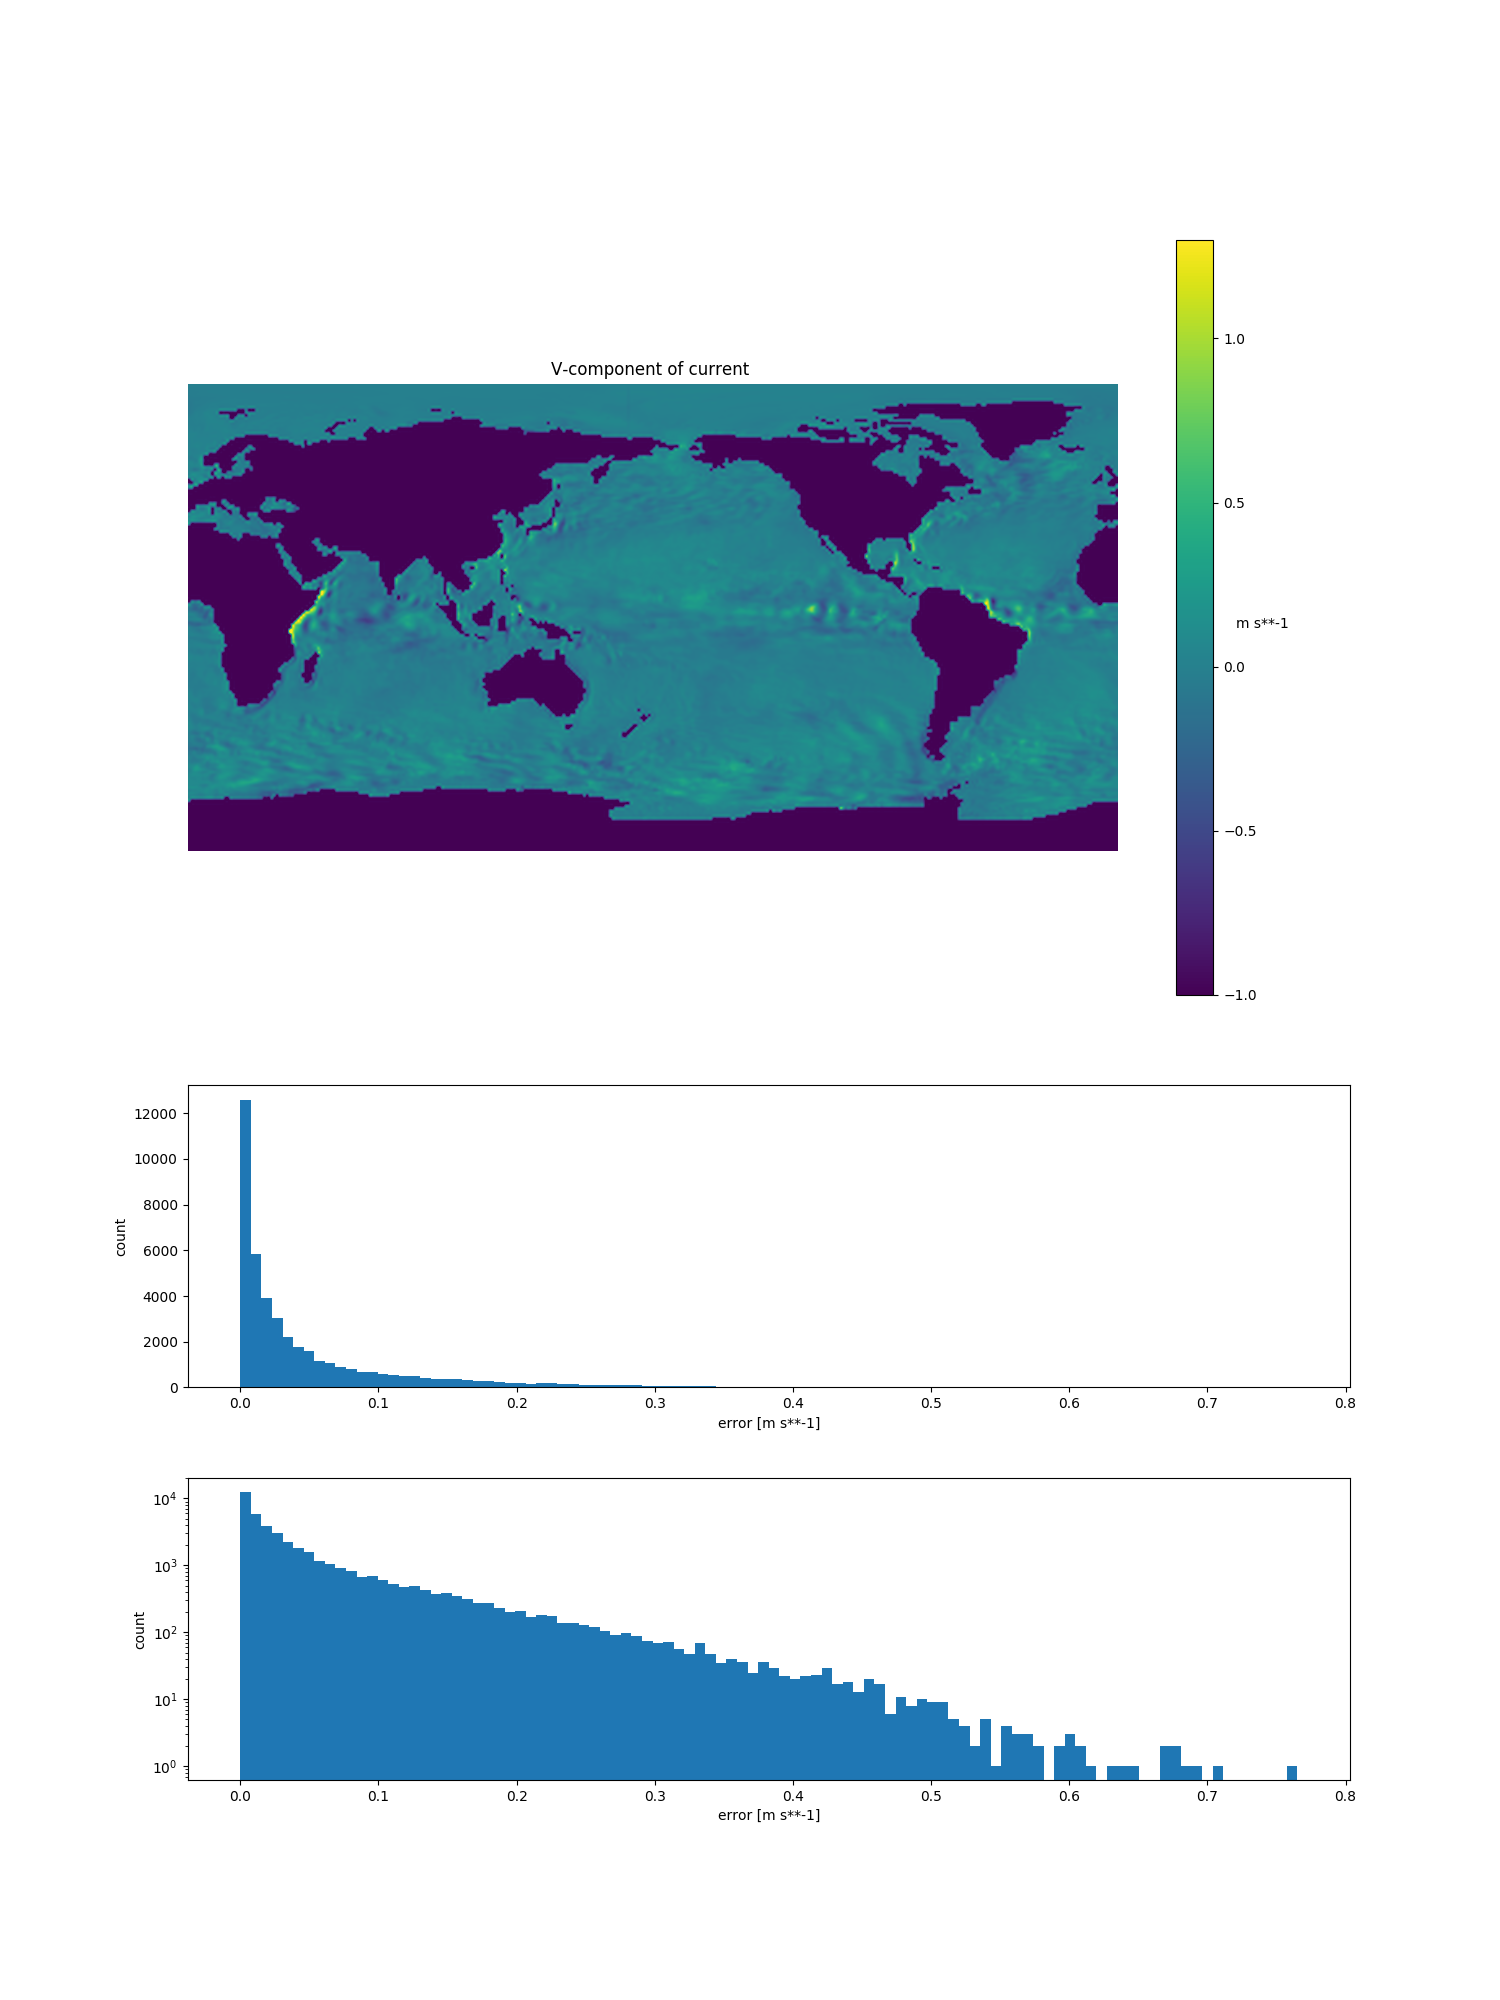 V-component of current
1.0
0.5
m s**-1
0.0
−0.5
−1.0
12000
10000
8000
6000
4000
2000
0
count
0.0 0.1 0.2 0.3 0.4 0.5 0.6 0.7 0.8
error [m s**-1]
10⁴
10³
10²
10¹
10⁰
count
0.0 0.1 0.2 0.3 0.4 0.5 0.6 0.7 0.8
error [m s**-1]